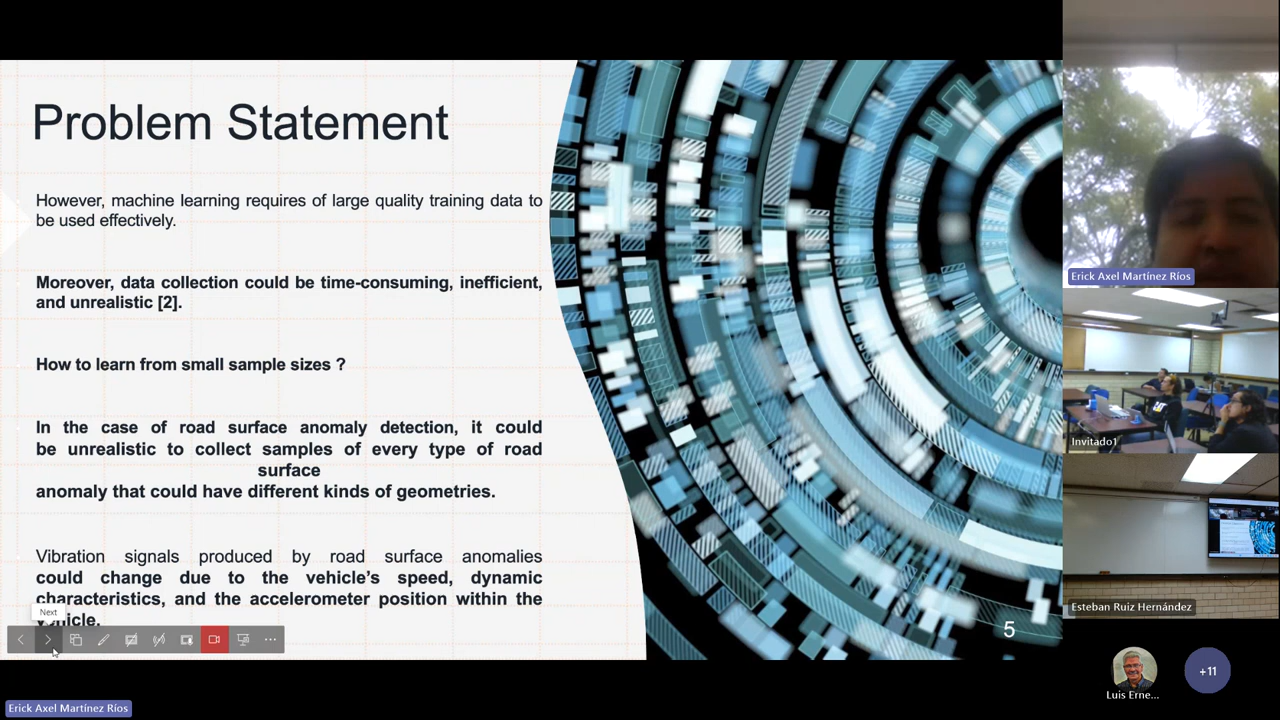 Problem Statement
However, machine learning requires of large quality training data to
be used effectively.
Moreover, data collection could be time-consuming, inefficient,
and unrealistic [2].
How to learn from small sample sizes ?
In the case of road surface anomaly detection, it could
be unrealistic to collect samples of every type of road
surface
anomaly that could have different kinds of geometries.
Vibration signals produced by road surface anomalies
could change due to the vehicle's speed, dynamic
characteristics, and the accelerometer position within the
vehicle.
Next
5
Erick Axel Martínez Ríos
Erick Axel Martínez Ríos
Invitado1
Esteban Ruiz Hernández
Luis Erne...
+11